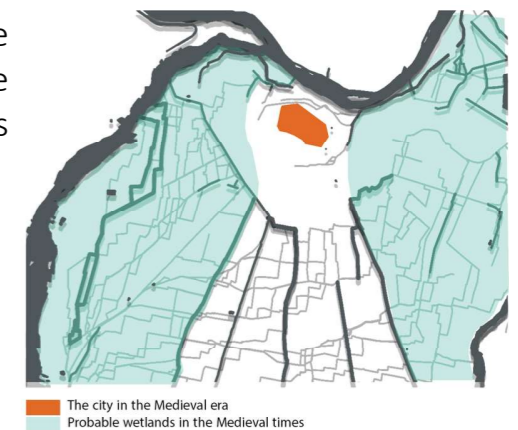 e
e
s
The city in the Medieval era
Probable wetlands in the Medieval times